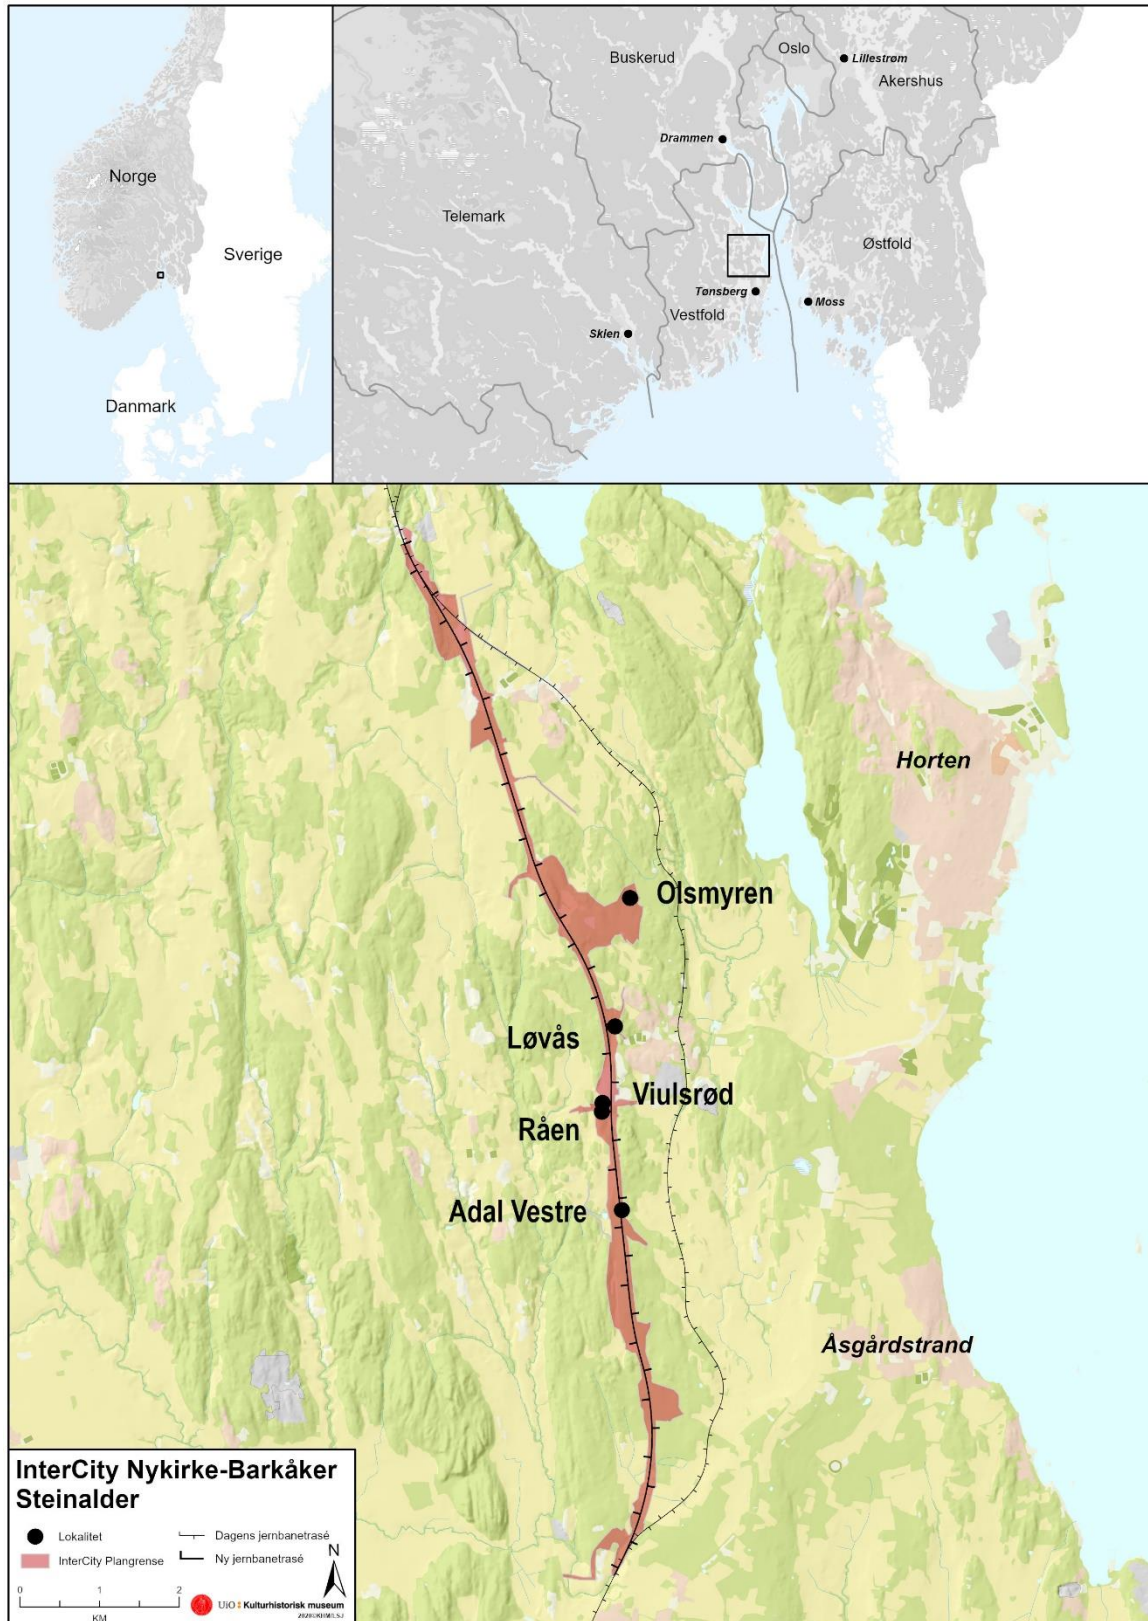 Norge
Sverige
Danmark
Buskerud
Oslo
Lillestrøm
Akershus
Drammen
Telemark
Østfold
Tønsberg
Moss
Vestfold
Skien
Horten
Olsmyren
Løvås
Viulsrød
Råen
Adal Vestre
Åsgårdstrand
InterCity Nykirke-Barkåker
Steinalder
Lokalitet
Dagens jernbanetrasé
InterCity Plangrense
Ny jernbanetrasé
N
0 1 2
KM
UiO Kulturhistorisk museum